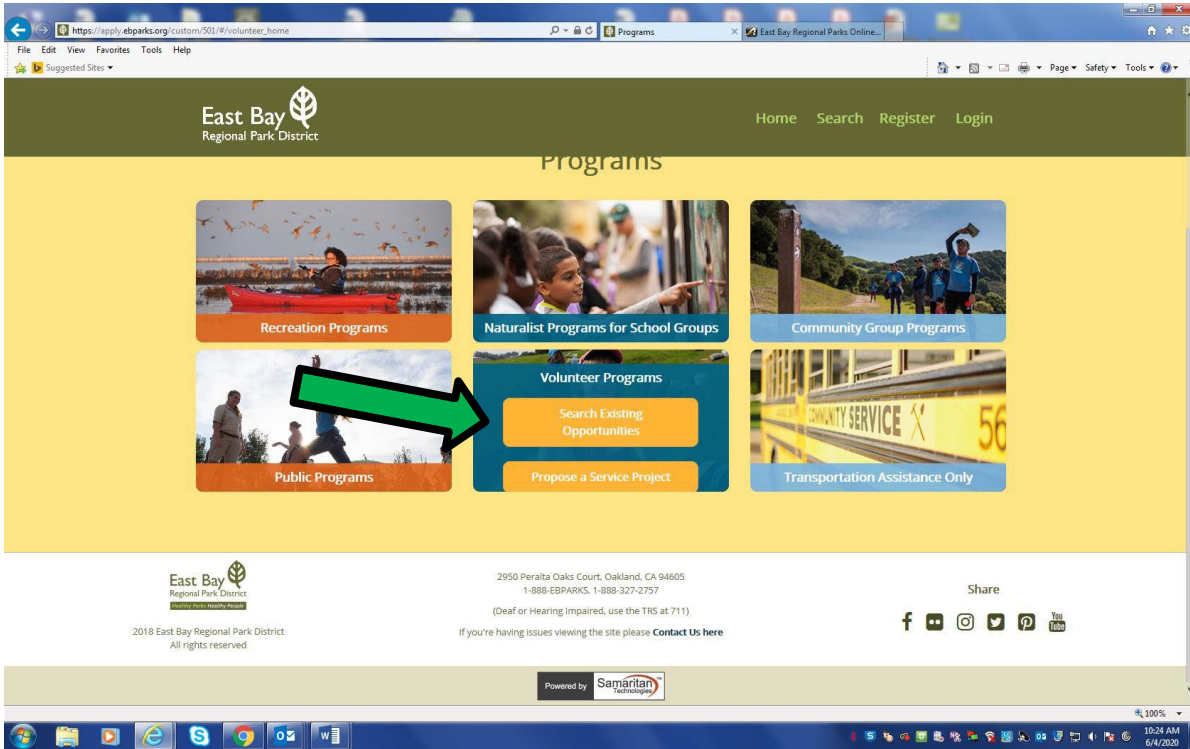 https://apply.ebparks.org/custom/501/#/volunteer_home
Programs
East Bay Regional Parks Online...
File Edit View Favorites Tools Help
Suggested Sites
Page Safety Tools
East Bay
Regional Park District
Home Search Register Login
Programs
Recreation Programs
Naturalist Programs for School Groups
Community Group Programs
Public Programs
Volunteer Programs
Search Existing
Opportunities
Propose a Service Project
COMMUNITY SERVICE
56
Transportation Assistance Only
East Bay
Regional Park District
Healthy Parks Healthy People
2018 East Bay Regional Park District
All rights reserved
2950 Peralta Oaks Court, Oakland, CA 94605
1-888-EBPARKS, 1-888-327-2757
(Deaf or Hearing Impaired, use the TRS at 711)
If you're having issues viewing the site please Contact Us here
Share
You
Tube
Powered by
Samaritan
Technologies
100%
10:24 AM
6/4/2020